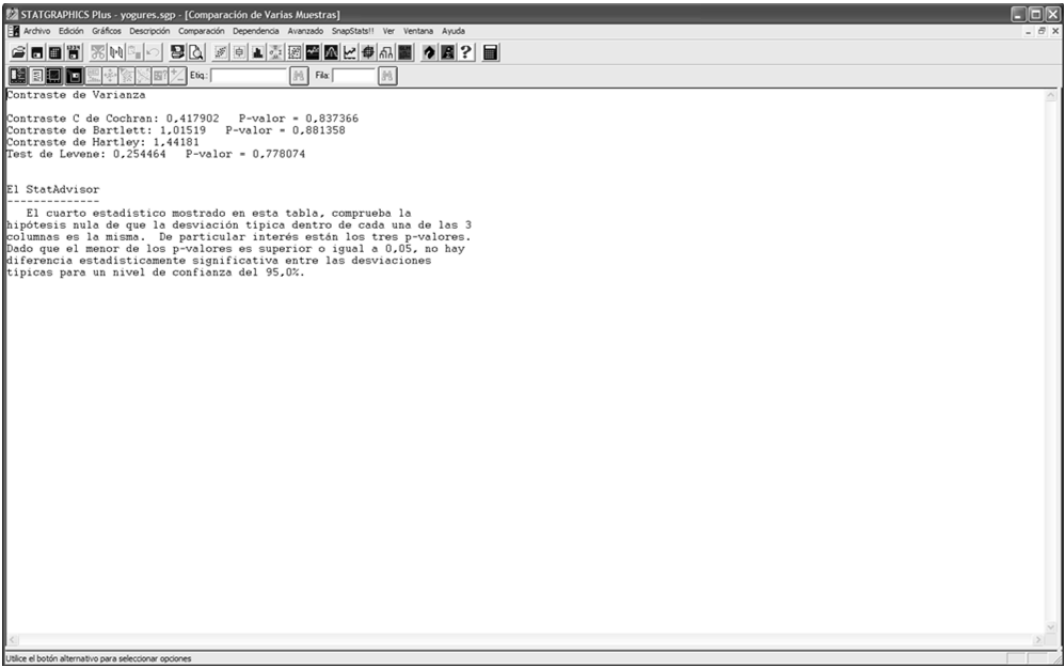 STATGRAPHICS Plus - yogures.sgp - [Comparación de Varias Muestras]
Archivo Edición Gráficos Descripción Comparación Dependencia Avanzado SnapStats!! Ver Ventana Ayuda
Etiq.: Fila:
Contraste de Varianza
Contraste C de Cochran: 0,417902 P-valor = 0,837366
Contraste de Bartlett: 1,01519 P-valor = 0,881358
Contraste de Hartley: 1,44181
Test de Levene: 0,254464 P-valor = 0,778074
El StatAdvisor
--------------
El cuarto estadístico mostrado en esta tabla, comprueba la
hipótesis nula de que la desviación típica dentro de cada una de las 3
columnas es la misma. De particular interés están los tres p-valores.
Dado que el menor de los p-valores es superior o igual a 0,05, no hay
diferencia estadísticamente significativa entre las desviaciones
típicas para un nivel de confianza del 95,0%.
Utilice el botón alternativo para seleccionar opciones